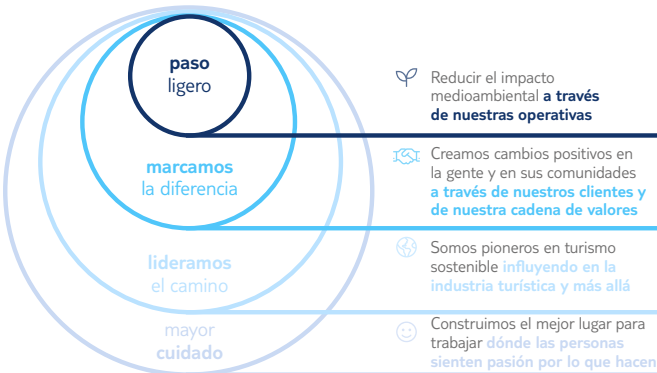 paso
ligero
Reducir el impacto
medioambiental a través
de nuestras operativas
marcamos
la diferencia
Creamos cambios positivos en
la gente y en sus comunidades
a través de nuestros clientes y
de nuestra cadena de valores
lideramos
el camino
Somos pioneros en turismo
sostenible influyendo en la
industria turística y más allá
mayor
cuidado
Construimos el mejor lugar para
trabajar dónde las personas
sienten pasión por lo que hacen